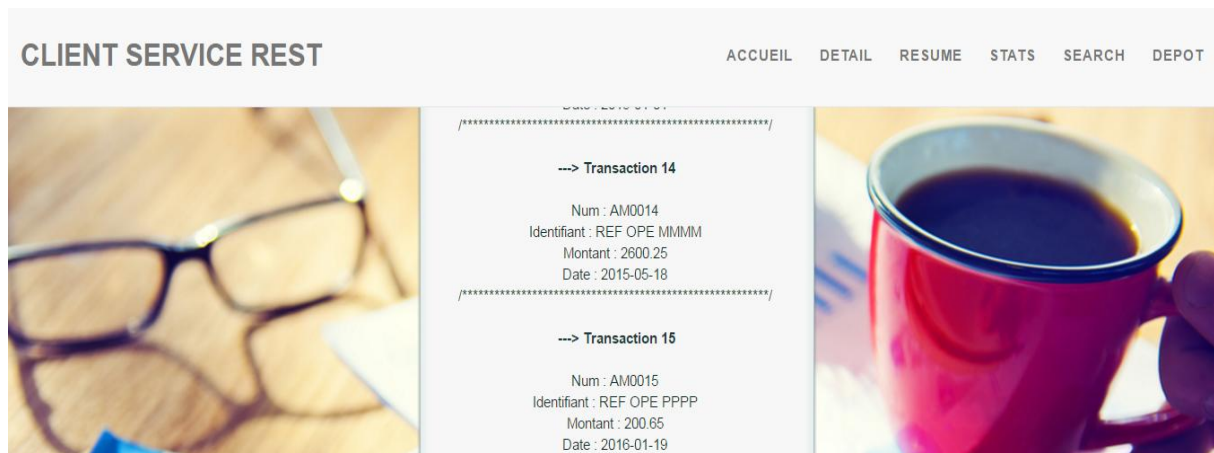 CLIENT SERVICE REST
ACCUEIL DETAIL RESUME STATS SEARCH DEPOT
/**********************************************************/
---> Transaction 14
Num : AM0014
Identifiant : REF OPE MMMM
Montant : 2600.25
Date : 2015-05-18
/**********************************************************/
---> Transaction 15
Num : AM0015
Identifiant : REF OPE PPPP
Montant : 200.65
Date : 2016-01-19